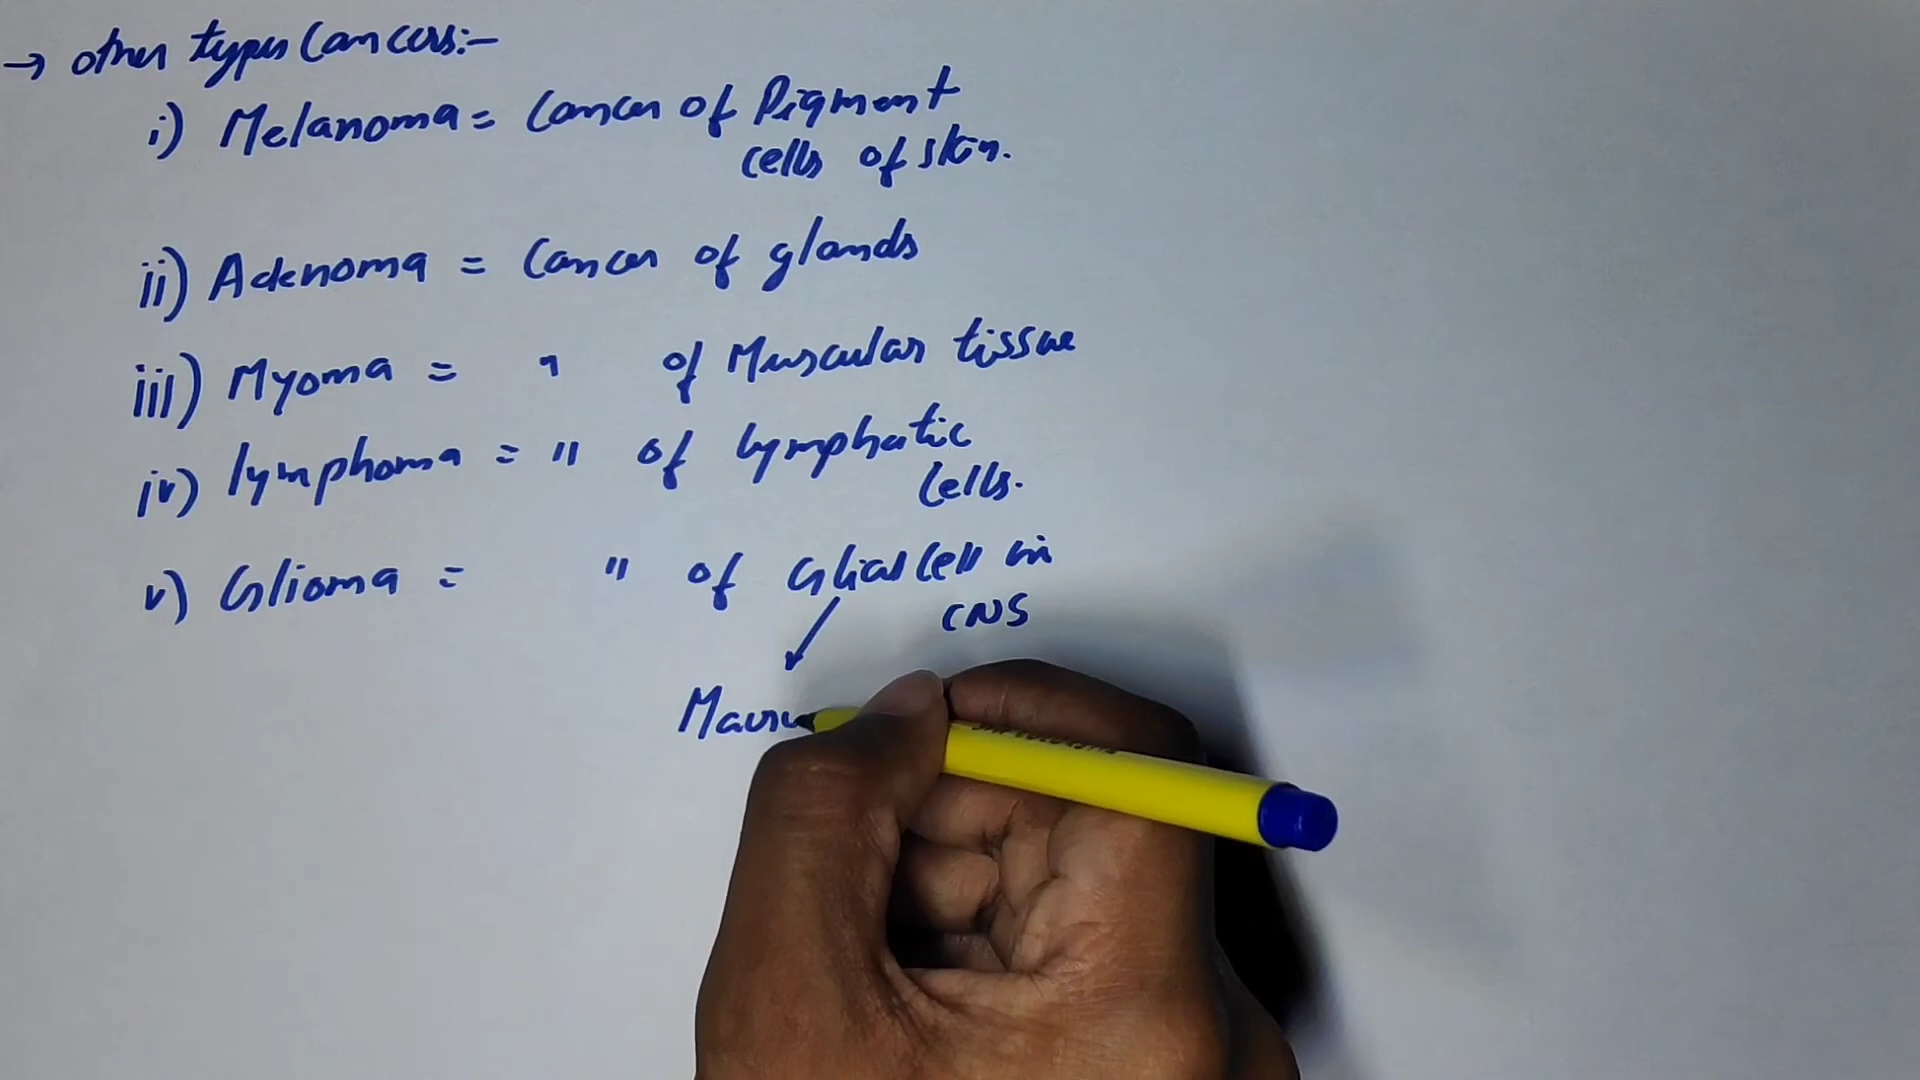 → other types Cancers:-
i) Melanoma = Cancer of Pigment
cells of skin.
ii) Adenoma = Cancer of glands
iii) Myoma = " of Muscular tissue
iv) lymphoma = " of lymphatic
cells.
v) Glioma = " of Glial cell in
CNS